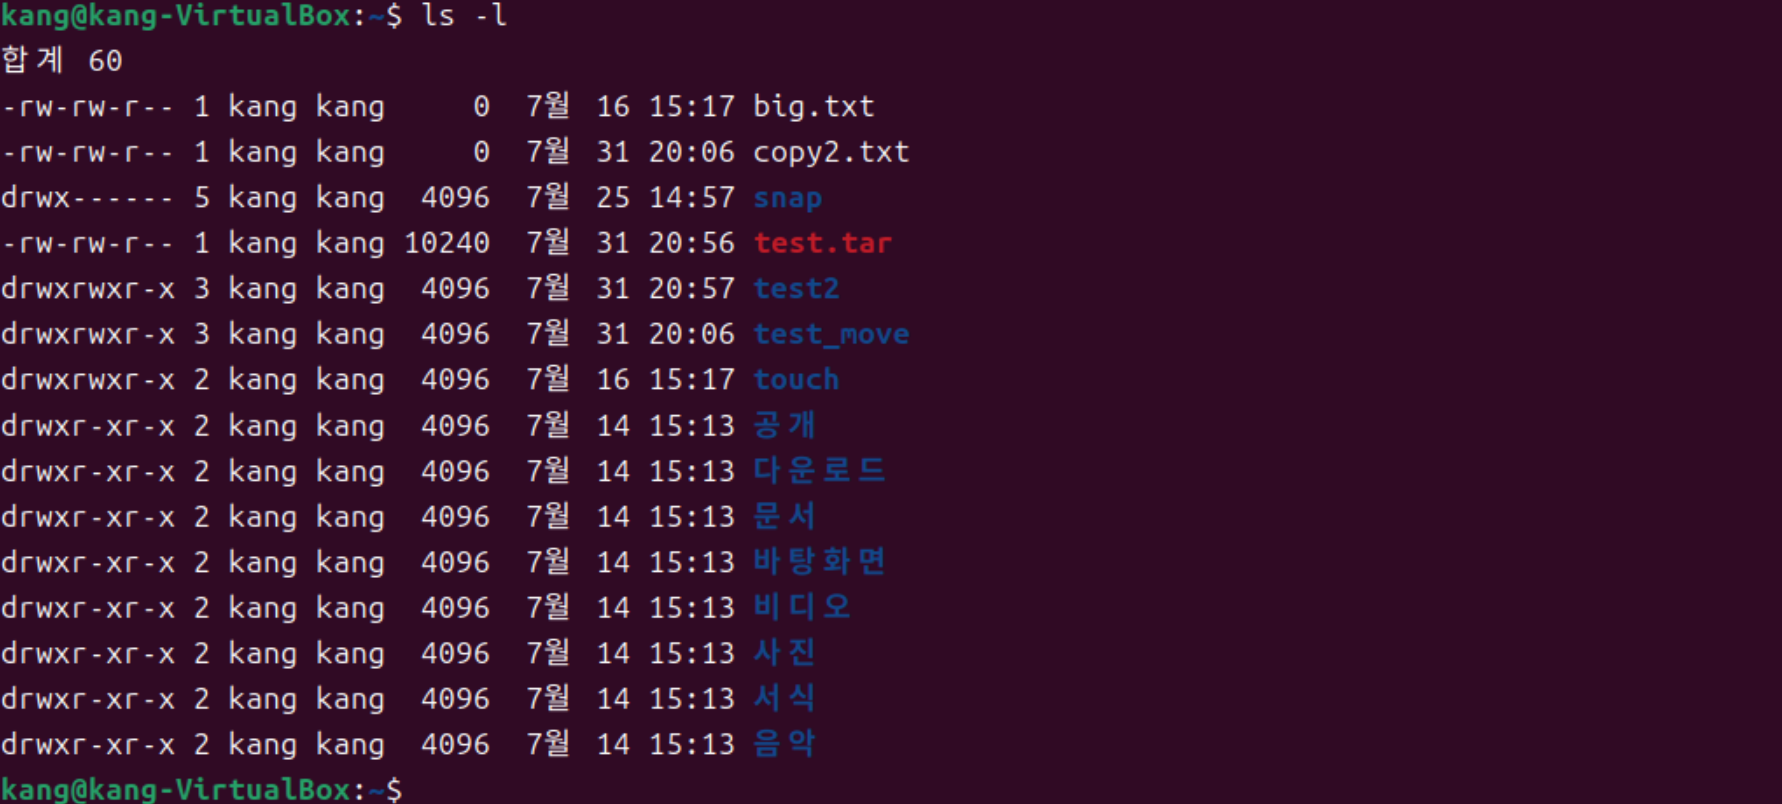 kang@kang-VirtualBox:~$ ls -l
합계 60
-rw-rw-r-- 1 kang kang     0  7월 16 15:17 big.txt
-rw-rw-r-- 1 kang kang     0  7월 31 20:06 copy2.txt
drwx------ 5 kang kang  4096  7월 25 14:57 snap
-rw-rw-r-- 1 kang kang 10240  7월 31 20:56 test.tar
drwxrwxr-x 3 kang kang  4096  7월 31 20:57 test2
drwxrwxr-x 3 kang kang  4096  7월 31 20:06 test_move
drwxrwxr-x 2 kang kang  4096  7월 16 15:17 touch
drwxr-xr-x 2 kang kang  4096  7월 14 15:13 공개
drwxr-xr-x 2 kang kang  4096  7월 14 15:13 다운로드
drwxr-xr-x 2 kang kang  4096  7월 14 15:13 문서
drwxr-xr-x 2 kang kang  4096  7월 14 15:13 바탕화면
drwxr-xr-x 2 kang kang  4096  7월 14 15:13 비디오
drwxr-xr-x 2 kang kang  4096  7월 14 15:13 사진
drwxr-xr-x 2 kang kang  4096  7월 14 15:13 서식
drwxr-xr-x 2 kang kang  4096  7월 14 15:13 음악
kang@kang-VirtualBox:~$